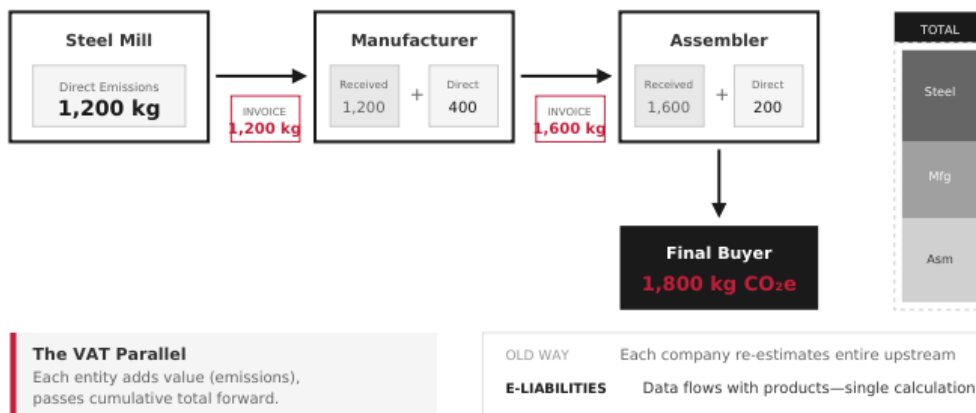 Steel Mill
Direct Emissions
1,200 kg
INVOICE
1,200 kg
Manufacturer
Received
1,200
+
Direct
400
INVOICE
1,600 kg
Assembler
Received
1,600
+
Direct
200
Final Buyer
1,800 kg CO₂e
TOTAL
Steel
Mfg
Asm
The VAT Parallel
Each entity adds value (emissions),
passes cumulative total forward.
OLD WAY Each company re-estimates entire upstream
E-LIABILITIES Data flows with products—single calculation